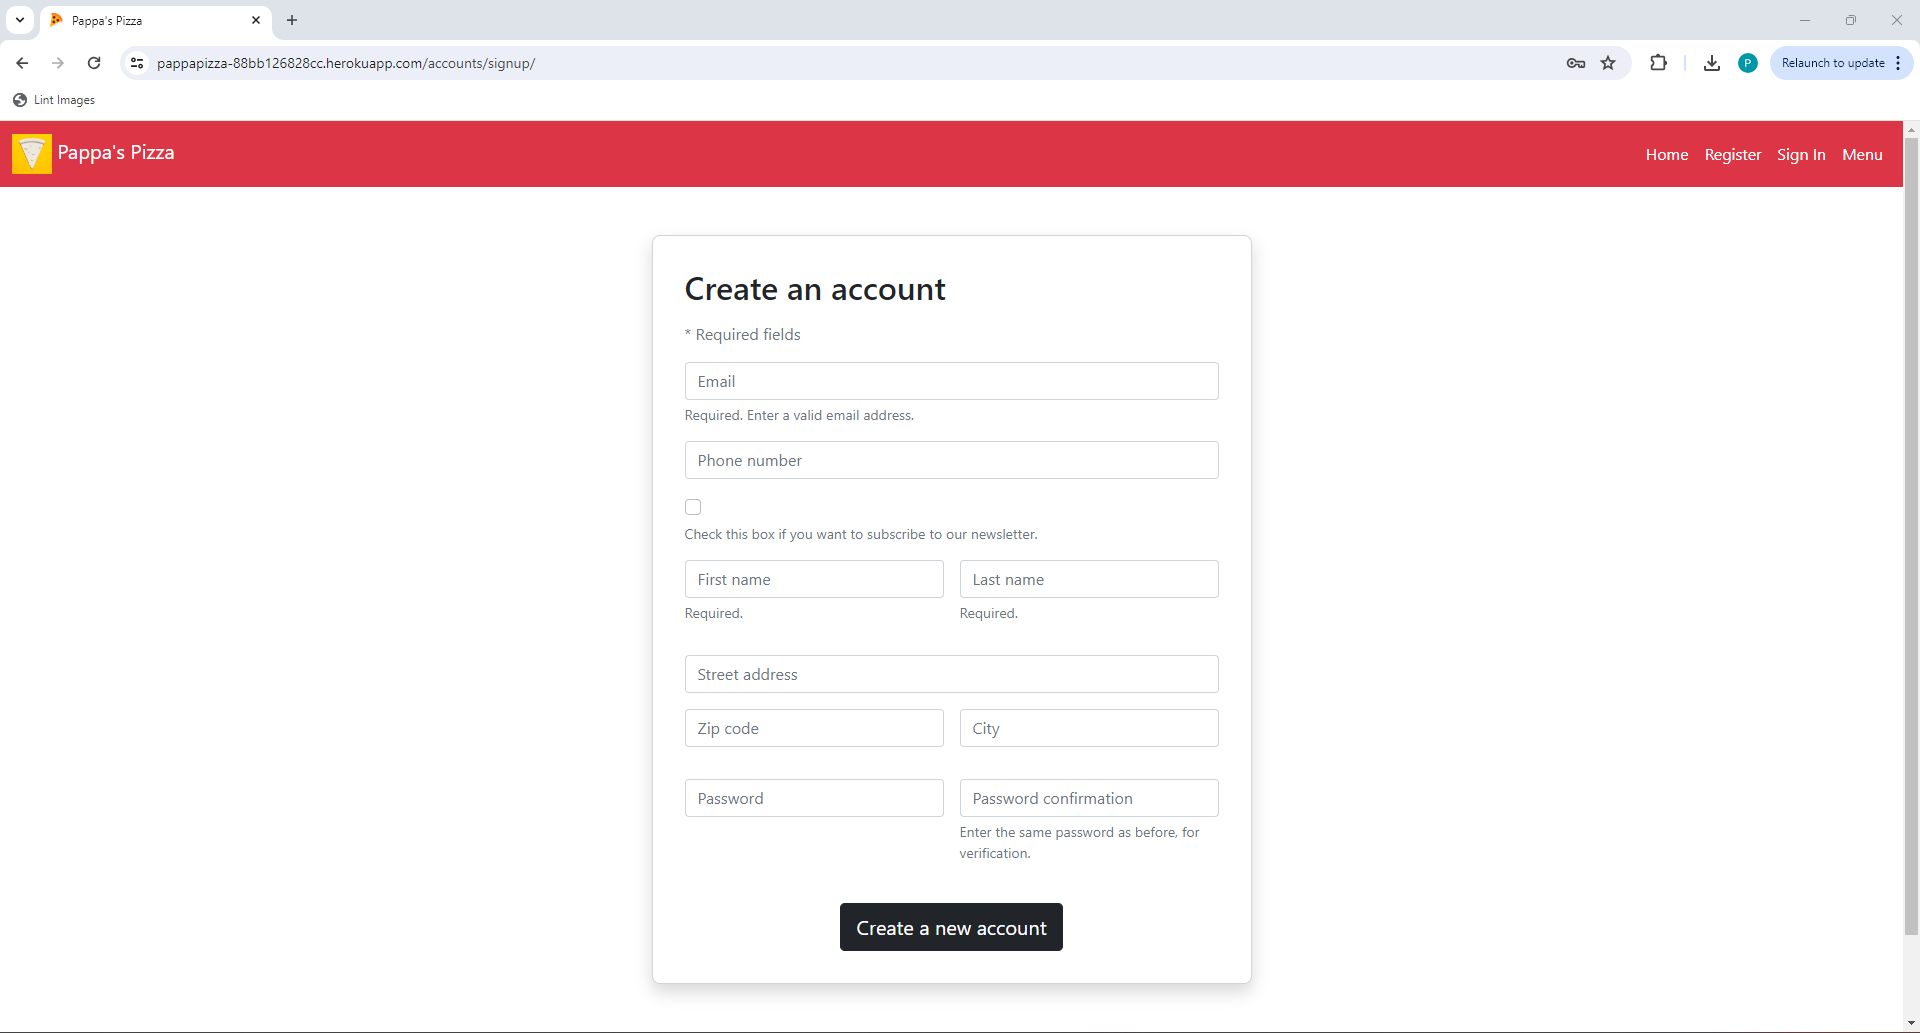 Pappa's Pizza
pappapizza-88bb126828cc.herokuapp.com/accounts/signup/
P
Relaunch to update
Lint Images
Pappa's Pizza
Home Register Sign In Menu
Create an account
* Required fields
Email
Required. Enter a valid email address.
Phone number
Check this box if you want to subscribe to our newsletter.
First name Last name
Required. Required.
Street address
Zip code City
Password Password confirmation
Enter the same password as before, for
verification.
Create a new account